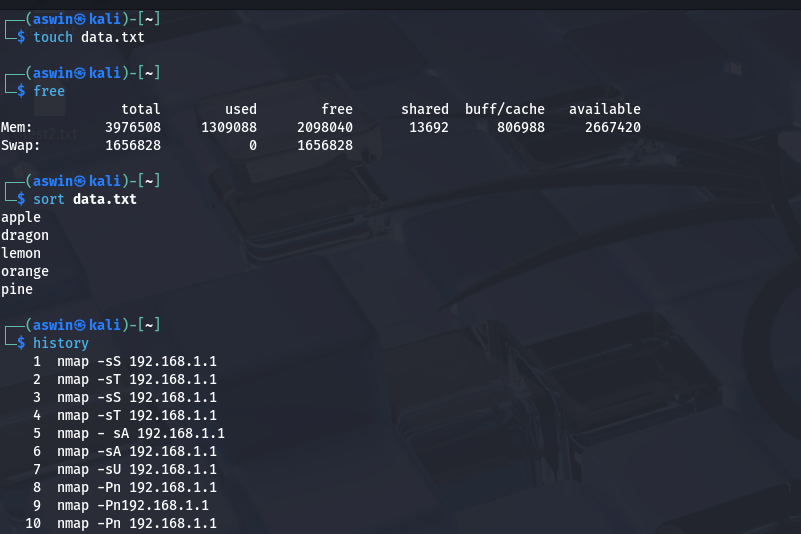 ┌──(aswin㉿kali)-[~]
└─$ touch data.txt
┌──(aswin㉿kali)-[~]
└─$ free
total used free shared buff/cache available
Mem: 3976508 1309088 2098040 13692 806988 2667420
Swap: 1656828 0 1656828
┌──(aswin㉿kali)-[~]
└─$ sort data.txt
apple
dragon
lemon
orange
pine
┌──(aswin㉿kali)-[~]
└─$ history
1 nmap -sS 192.168.1.1
2 nmap -sT 192.168.1.1
3 nmap -sS 192.168.1.1
4 nmap -sT 192.168.1.1
5 nmap - sA 192.168.1.1
6 nmap -sA 192.168.1.1
7 nmap -sU 192.168.1.1
8 nmap -Pn 192.168.1.1
9 nmap -Pn192.168.1.1
10 nmap -Pn 192.168.1.1